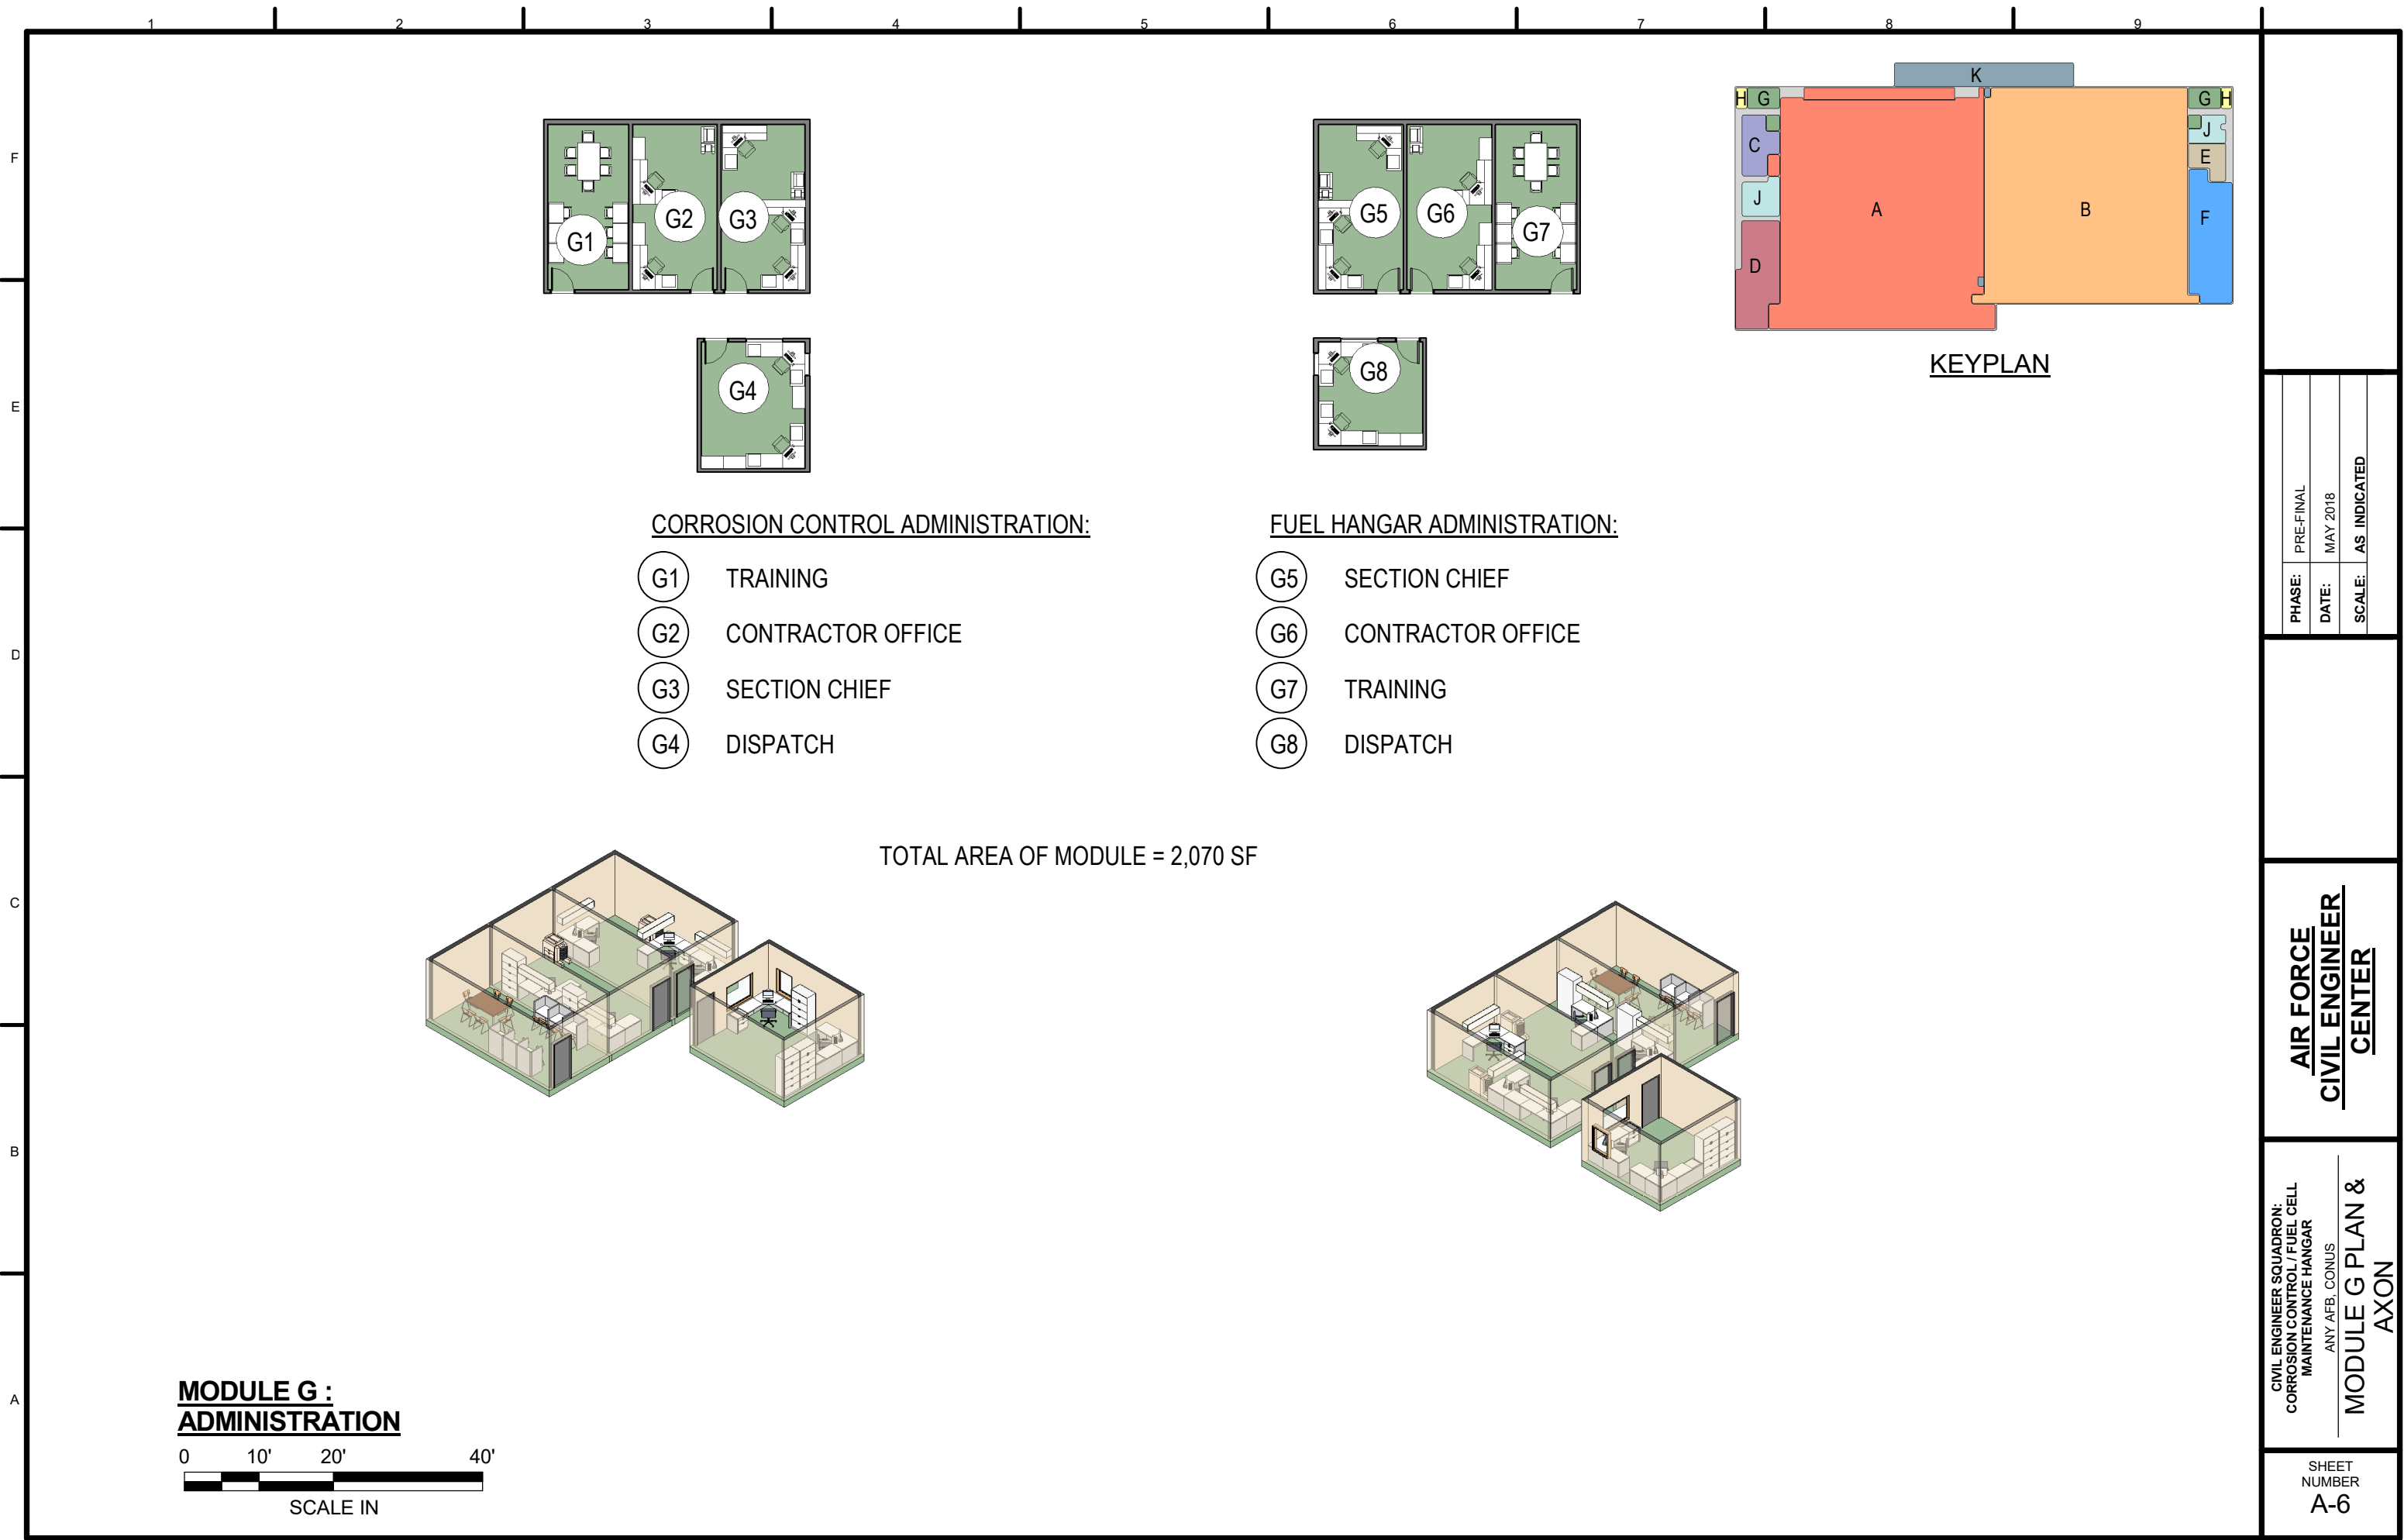 1 2 3 4 5 6 7 8 9
F
E
D
C
B
A
G1
G2
G3
G4
G5
G6
G7
G8
K
H
G
G
H
C
J
J
E
A
B
F
D
KEYPLAN
CORROSION CONTROL ADMINISTRATION:
G1 TRAINING
G2 CONTRACTOR OFFICE
G3 SECTION CHIEF
G4 DISPATCH
FUEL HANGAR ADMINISTRATION:
G5 SECTION CHIEF
G6 CONTRACTOR OFFICE
G7 TRAINING
G8 DISPATCH
TOTAL AREA OF MODULE = 2,070 SF
MODULE G :
ADMINISTRATION
0 10' 20' 40'
SCALE IN
PHASE: PRE-FINAL
DATE: MAY 2018
SCALE: AS INDICATED
AIR FORCE
CIVIL ENGINEER
CENTER
CIVIL ENGINEER SQUADRON:
CORROSION CONTROL / FUEL CELL
MAINTENANCE HANGAR
ANY AFB, CONUS
MODULE G PLAN &
AXON
SHEET
NUMBER
A-6